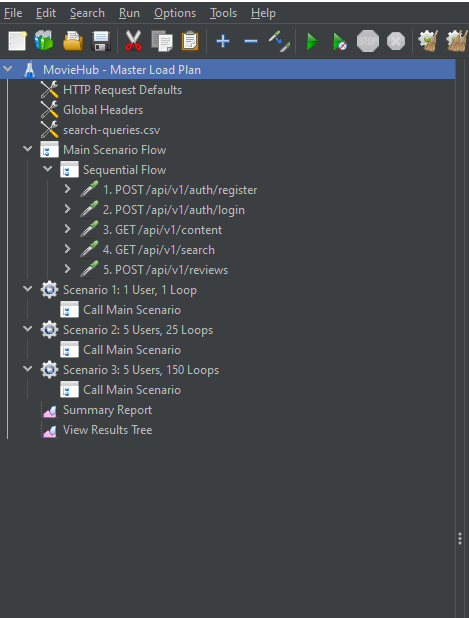 File Edit Search Run Options Tools Help
MovieHub - Master Load Plan
HTTP Request Defaults
Global Headers
search-queries.csv
Main Scenario Flow
Sequential Flow
1. POST /api/v1/auth/register
2. POST /api/v1/auth/login
3. GET /api/v1/content
4. GET /api/v1/search
5. POST /api/v1/reviews
Scenario 1: 1 User, 1 Loop
Call Main Scenario
Scenario 2: 5 Users, 25 Loops
Call Main Scenario
Scenario 3: 5 Users, 150 Loops
Call Main Scenario
Summary Report
View Results Tree